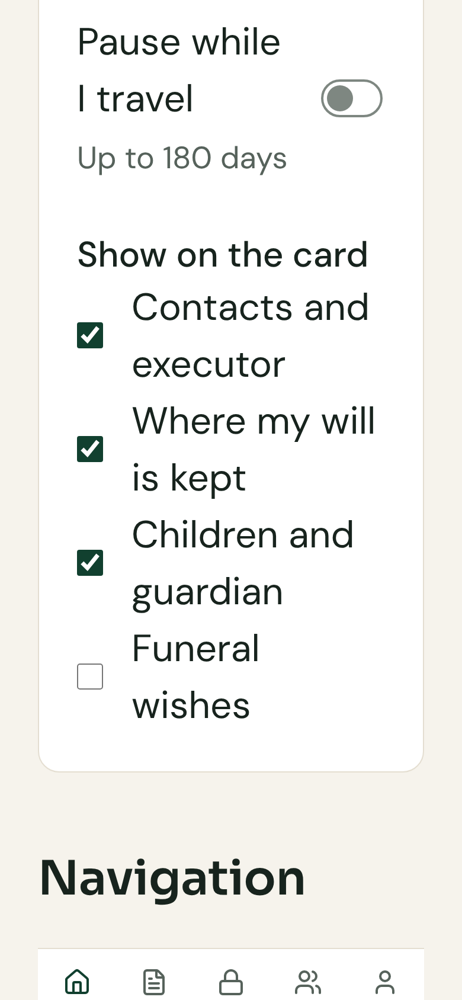 Pause while
I travel
Up to 180 days
Show on the card
Contacts and
executor
Where my will
is kept
Children and
guardian
Funeral
wishes
Navigation